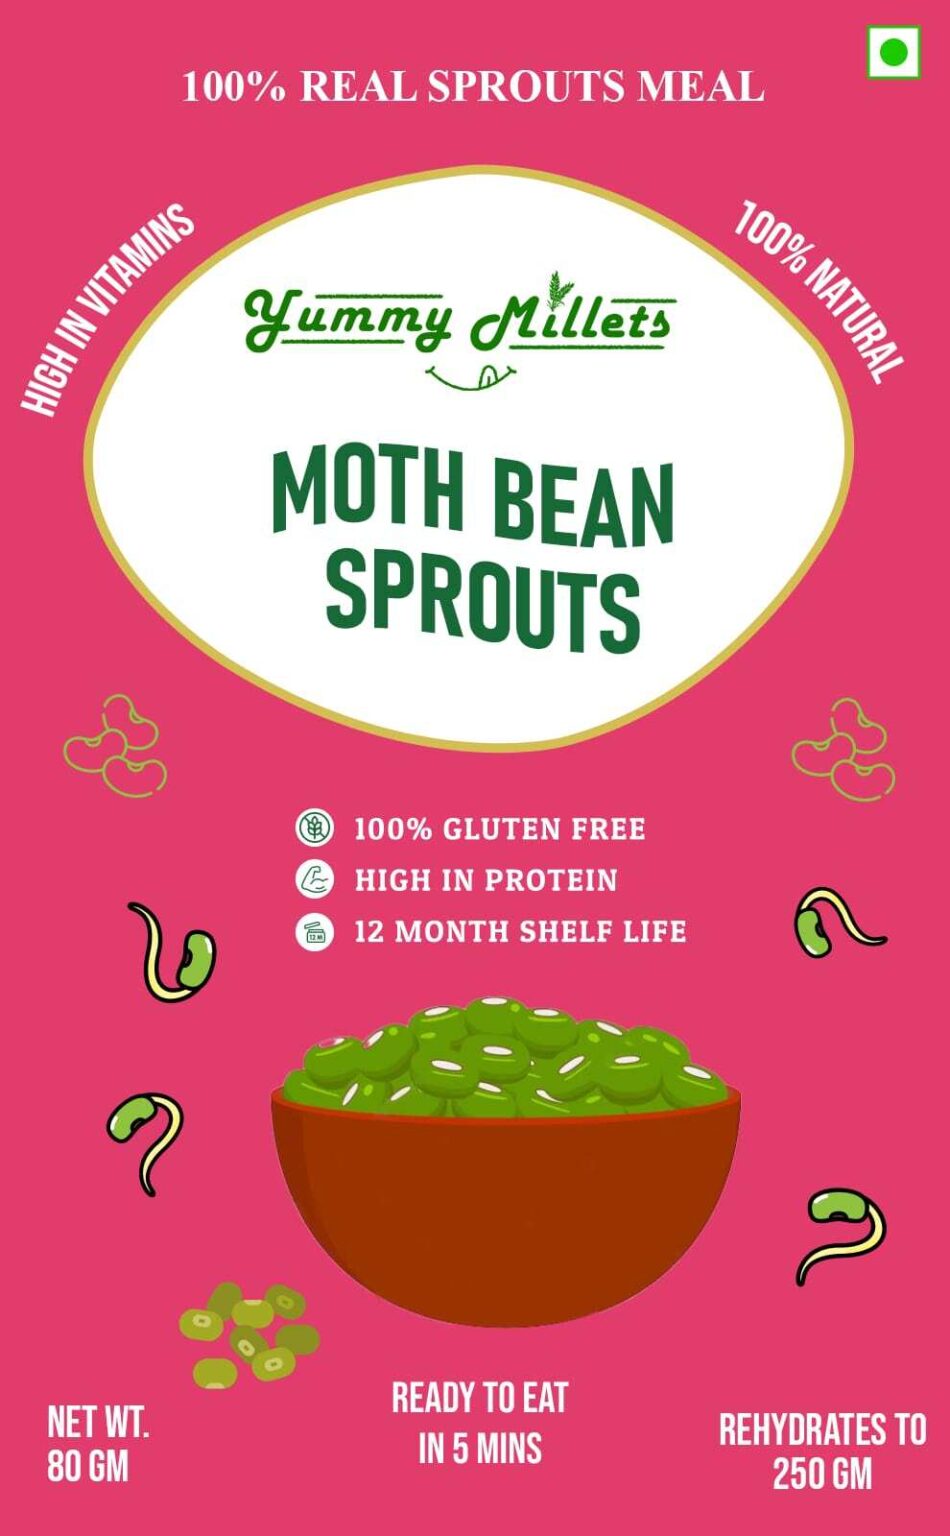 100% REAL SPROUTS MEAL
HIGH IN VITAMINS
100% NATURAL
Yummy Millets
MOTH BEAN
SPROUTS
100% GLUTEN FREE
HIGH IN PROTEIN
12 M
12 MONTH SHELF LIFE
READY TO EAT
IN 5 MINS
NET WT.
80 GM
REHYDRATES TO
250 GM